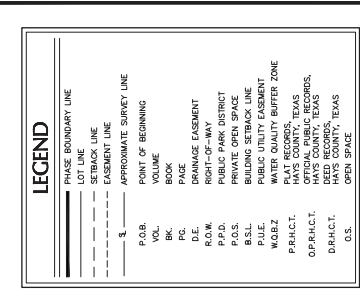 LEGEND
PHASE BOUNDARY LINE
LOT LINE
SETBACK LINE
EASEMENT LINE
SL APPROXIMATE SURVEY LINE
P.O.B. POINT OF BEGINNING
VOL. VOLUME
BK. BOOK
PG. PAGE
D.E. DRAINAGE EASEMENT
R.O.W. RIGHT-OF-WAY
P.P.D. PUBLIC PARK DISTRICT
P.O.S. PRIVATE OPEN SPACE
B.S.L. BUILDING SETBACK LINE
P.U.E. PUBLIC UTILITY EASEMENT
W.Q.B.Z WATER QUALITY BUFFER ZONE
P.R.H.C.T. PLAT RECORDS,
HAYS COUNTY, TEXAS
O.P.R.H.C.T. OFFICIAL PUBLIC RECORDS,
HAYS COUNTY, TEXAS
D.R.H.C.T. DEED RECORDS,
HAYS COUNTY, TEXAS
O.S. OPEN SPACE